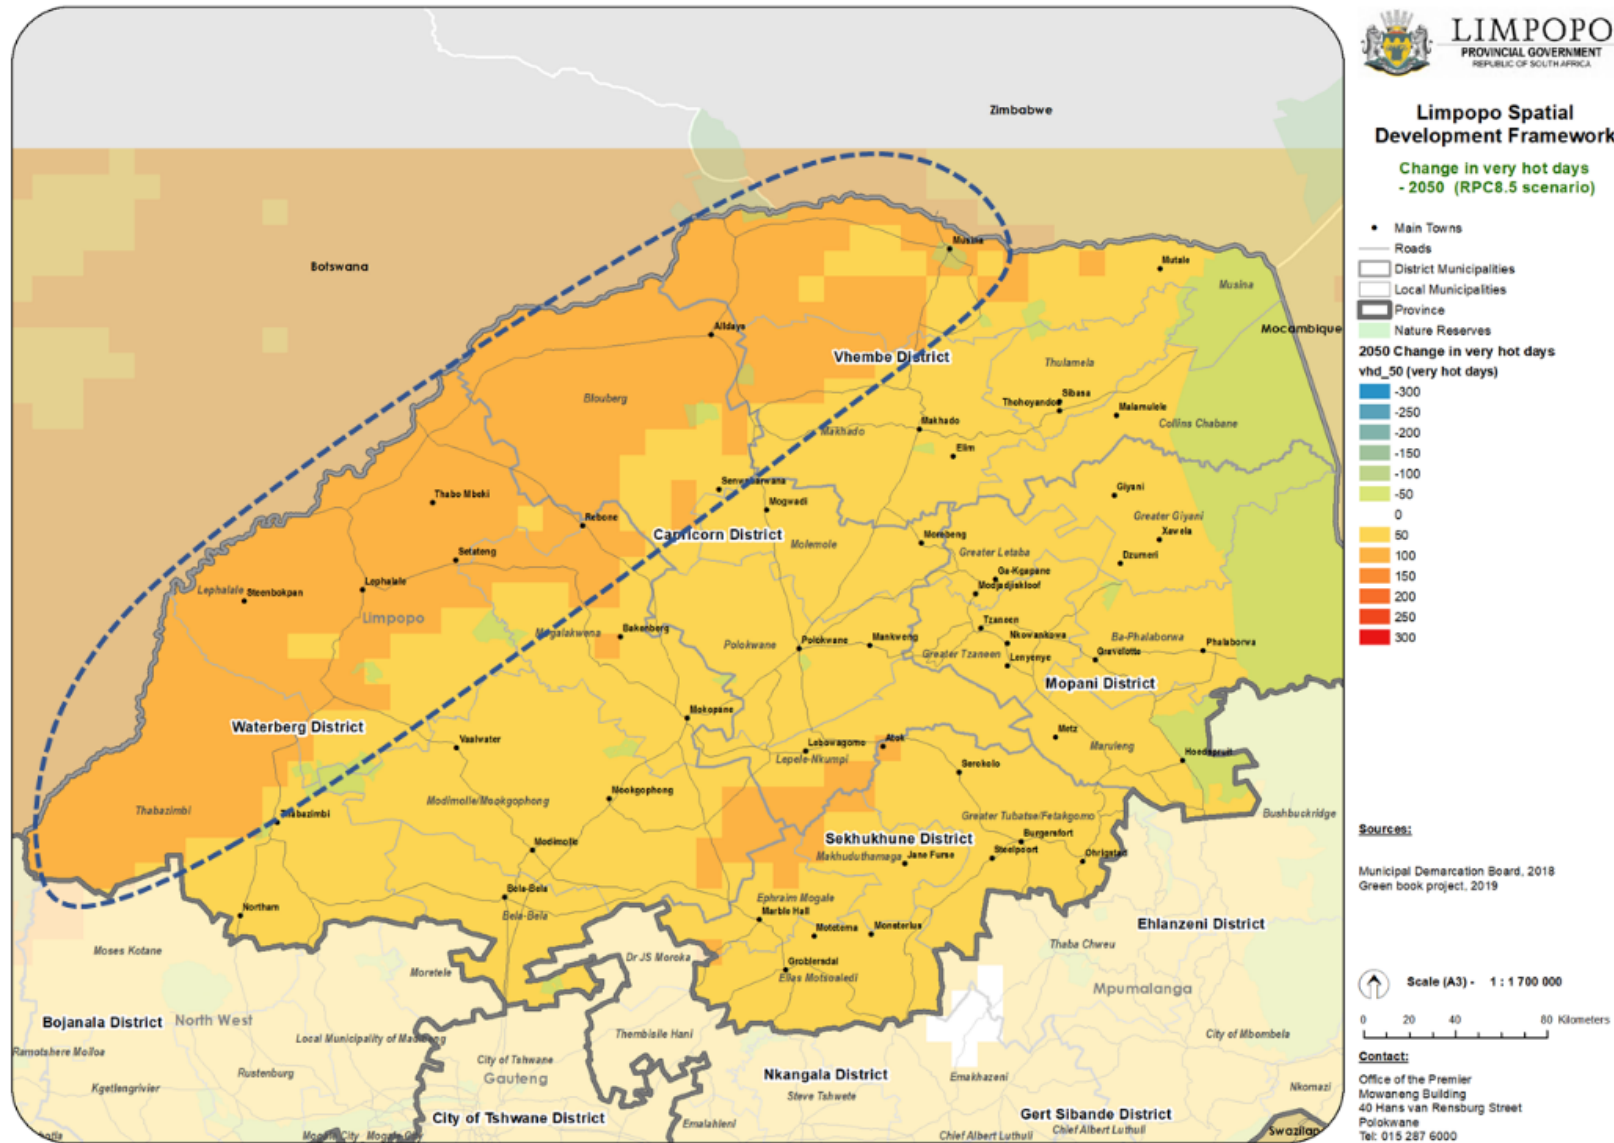 LIMPOPO
PROVINCIAL GOVERNMENT
REPUBLIC OF SOUTH AFRICA
Limpopo Spatial
Development Framework
Change in very hot days
- 2050 (RPC8.5 scenario)
Main Towns
Roads
District Municipalities
Local Municipalities
Province
Nature Reserves
2050 Change in very hot days
vhd_50 (very hot days)
-300
-250
-200
-150
-100
-50
0
50
100
150
200
250
300
Sources:
Municipal Demarcation Board, 2018
Green book project, 2019
Scale (A3) - 1 : 1 700 000
0 20 40 80 Kilometers
Contact:
Office of the Premier
Mowaneng Building
40 Hans van Rensburg Street
Polokwane
Tel: 015 287 6000
Zimbabwe
Botswana
Musina
Mutale
Musina
Mocambique
Alldays
Vhembe District
Thulamela
Blouberg
Sibasa
Thohoyandou
Malamulele
Makhado
Makhado
Collins Chabane
Elim
Senwabarwana
Thabo Mbeki
Giyani
Mogwadi
Rebone
Greater Giyani
Capricorn District
Xawela
Molemole
Morebeng
Greater Letaba
Setateng
Dzumeri
Ga-Kgapane
Modjadjiskloof
Lephalale
Steenbokpan
Lephalale
Limpopo
Tzaneen
Mogalakwena
Bakenberg
Nkowankowa
Ba-Phalaborwa
Polokwane
Polokwane
Mankweng
Phalaborwa
Greater Tzaneen
Lenyenye
Gravelotte
Mopani District
Mokopane
Waterberg District
Metz
Vaalwater
Atok
Maruleng
Lebowagomo
Lepele-Nkumpi
Hoedspruit
Serokolo
Mookgophong
Modimolle/Mookgophong
Thabazimbi
Thabazimbi
Greater Tubatse/Fetakgomo
Bushbuckridge
Sekhukhune District
Burgersfort
Modimolle
Makhuduthamaga
Jane Furse
Steelpoort
Ohrigstad
Bela-Bela
Ephraim Mogale
Northam
Bela-Bela
Marble Hall
Ehlanzeni District
Motetema
Monsterlus
Moses Kotane
Thaba Chweu
Dr JS Moroka
Moretele
Groblersdal
Elias Motsoaledi
Mpumalanga
Bojanala District
North West
Thembisile Hani
City of Mbombela
Ramotshere Moiloa
City of Tshwane
Rustenburg
Gauteng
Nkangala District
Emakhazeni
Kgetlengrivier
Steve Tshwete
Nkomazi
City of Tshwane District
Emalahleni
Gert Sibande District
Chief Albert Luthuli
Chief Albert Luthuli
Mogale City